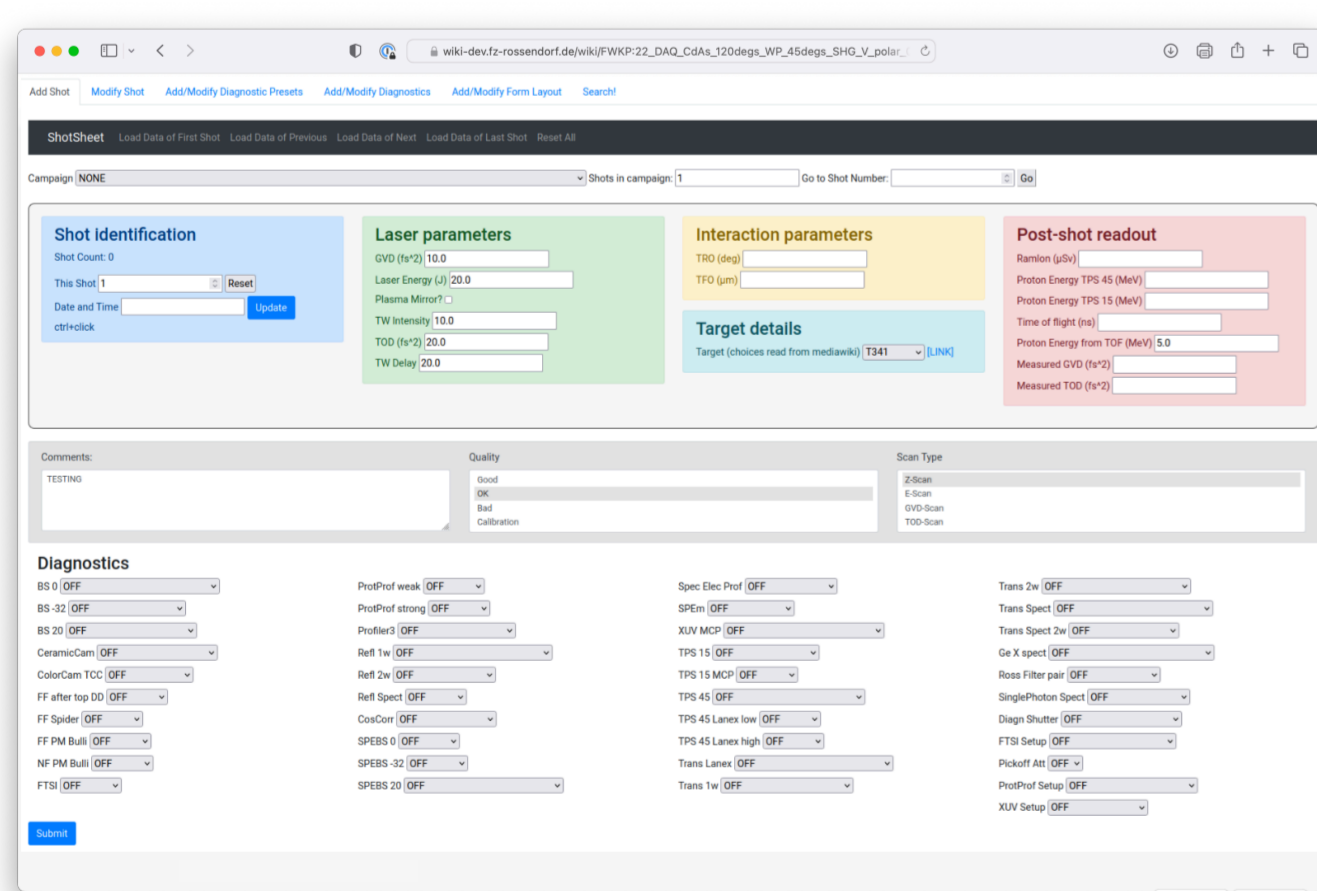 wiki-dev.fz-rossendorf.de/wiki/FWKP:22_DAQ_CdAs_120degs_WP_45degs_SHG_V_polar_
Add Shot Modify Shot Add/Modify Diagnostic Presets Add/Modify Diagnostics Add/Modify Form Layout Search!
ShotSheet Load Data of First Shot Load Data of Previous Load Data of Next Load Data of Last Shot Reset All
Campaign NONE Shots in campaign: 1 Go to Shot Number: Go
Shot identification
Shot Count: 0
This Shot 1 Reset
Date and Time Update
ctrl+click
Laser parameters
GVD (fs^2) 10.0
Laser Energy (J) 20.0
Plasma Mirror?
TW Intensity 10.0
TOD (fs^2) 20.0
TW Delay 20.0
Interaction parameters
TRO (deg)
TFO (μm)
Target details
Target (choices read from mediawiki) T341 [LINK]
Post-shot readout
RamIon (μSv)
Proton Energy TPS 45 (MeV)
Proton Energy TPS 15 (MeV)
Time of flight (ns)
Proton Energy from TOF (MeV) 5.0
Measured GVD (fs^2)
Measured TOD (fs^2)
Comments:
TESTING
Quality
Good
OK
Bad
Calibration
Scan Type
Z-Scan
E-Scan
GVD-Scan
TOD-Scan
Diagnostics
BS 0 OFF
BS -32 OFF
BS 20 OFF
CeramicCam OFF
ColorCam TCC OFF
FF after top DD OFF
FF Spider OFF
FF PM Bulli OFF
NF PM Bulli OFF
FTSI OFF
ProtProf weak OFF
ProtProf strong OFF
Profiler3 OFF
Refl 1w OFF
Refl 2w OFF
Refl Spect OFF
CosCorr OFF
SPEBS 0 OFF
SPEBS -32 OFF
SPEBS 20 OFF
Spec Elec Prof OFF
SPEm OFF
XUV MCP OFF
TPS 15 OFF
TPS 15 MCP OFF
TPS 45 OFF
TPS 45 Lanex low OFF
TPS 45 Lanex high OFF
Trans Lanex OFF
Trans 1w OFF
Trans 2w OFF
Trans Spect OFF
Trans Spect 2w OFF
Ge X spect OFF
Ross Filter pair OFF
SinglePhoton Spect OFF
Diagn Shutter OFF
FTSI Setup OFF
Pickoff Att OFF
ProtProf Setup OFF
XUV Setup OFF
Submit